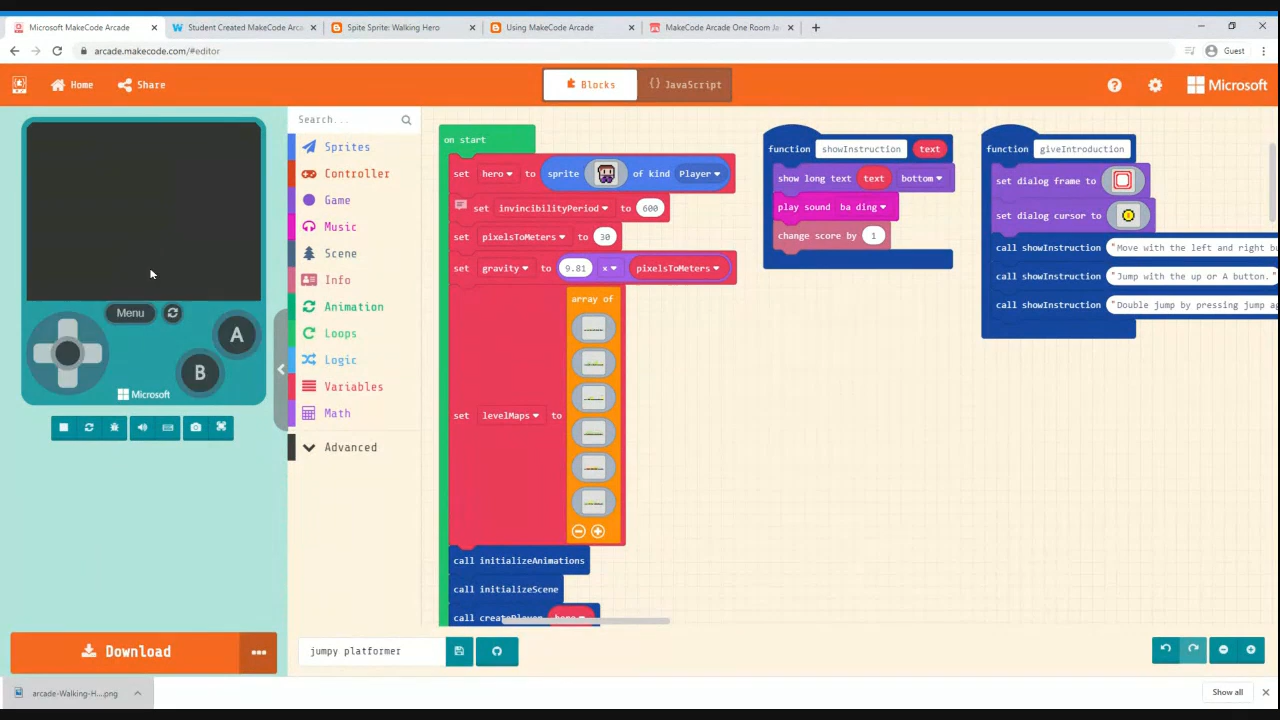 Microsoft MakeCode Arcade
Student Created MakeCode Arc
Spite Sprite: Walking Hero
Using MakeCode Arcade
MakeCode Arcade One Room Ja
arcade.makecode.com/#editor
Guest
Home
Share
Blocks
{} JavaScript
Microsoft
Search...
Sprites
Controller
Game
Music
Scene
Info
Animation
Loops
Logic
Variables
Math
Advanced
Menu
A
B
Microsoft
on start
set hero to sprite of kind Player
set invincibilityPeriod to 600
set pixelsToMeters to 30
set gravity to 9.81 x pixelsToMeters
array of
set levelMaps to
call initializeAnimations
call initializeScene
call createPlayer hero
function showInstruction text
show long text text bottom
play sound ba ding
change score by 1
function giveIntroduction
set dialog frame to
set dialog cursor to
call showInstruction "Move with the left and right bu
call showInstruction "Jump with the up or A button."
call showInstruction "Double jump by pressing jump ag
Download
jumpy platformer
arcade-Walking-H....png
Show all